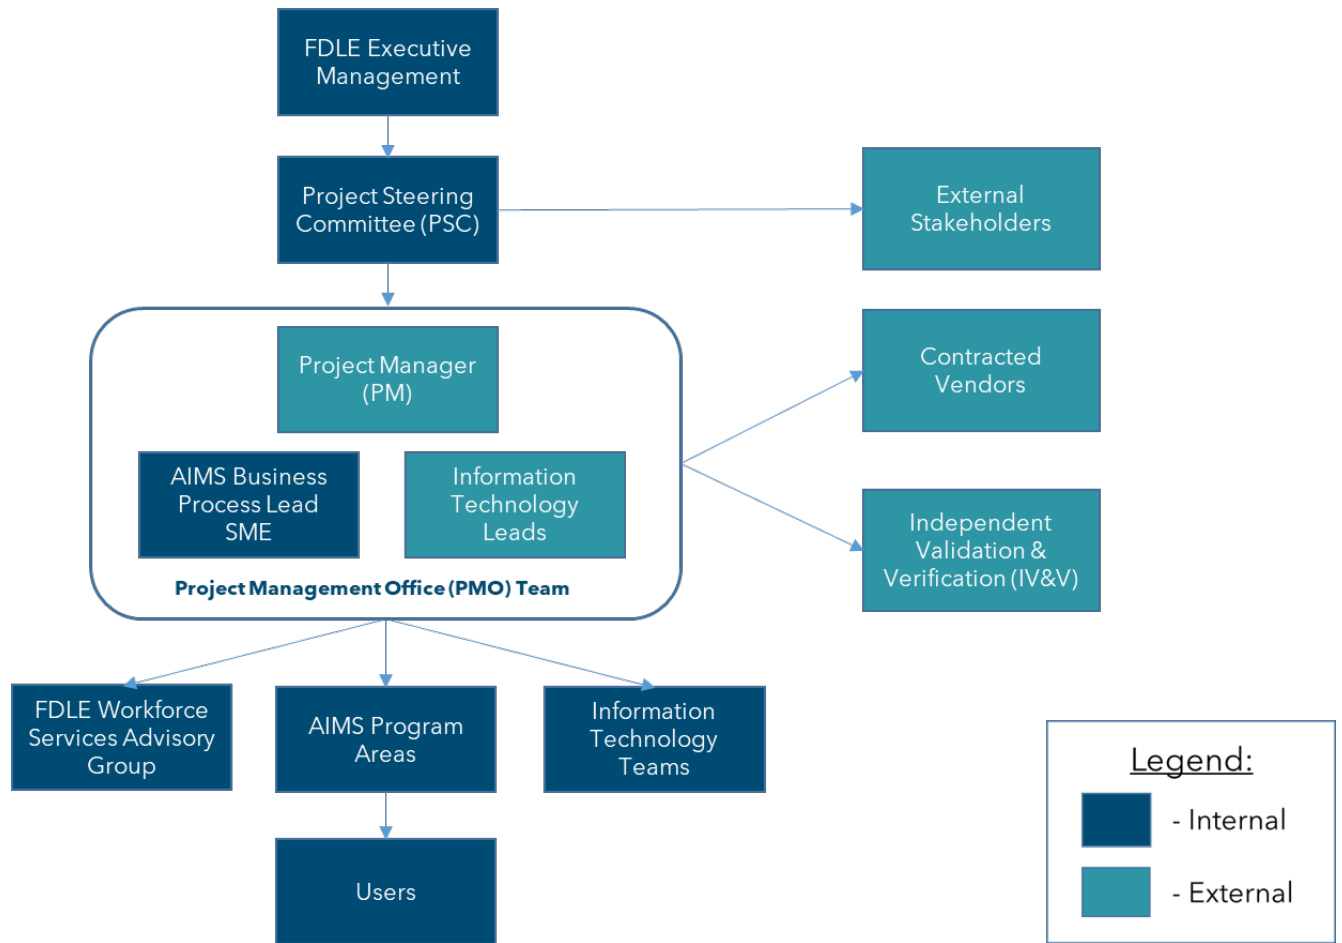 FDLE Executive
Management
Project Steering
Committee (PSC)
External
Stakeholders
Project Manager
(PM)
Contracted
Vendors
AIMS Business
Process Lead
SME
Information
Technology
Leads
Independent
Validation &
Verification (IV&V)
Project Management Office (PMO) Team
FDLE Workforce
Services Advisory
Group
AIMS Program
Areas
Information
Technology
Teams
Users
Legend:
- Internal
- External